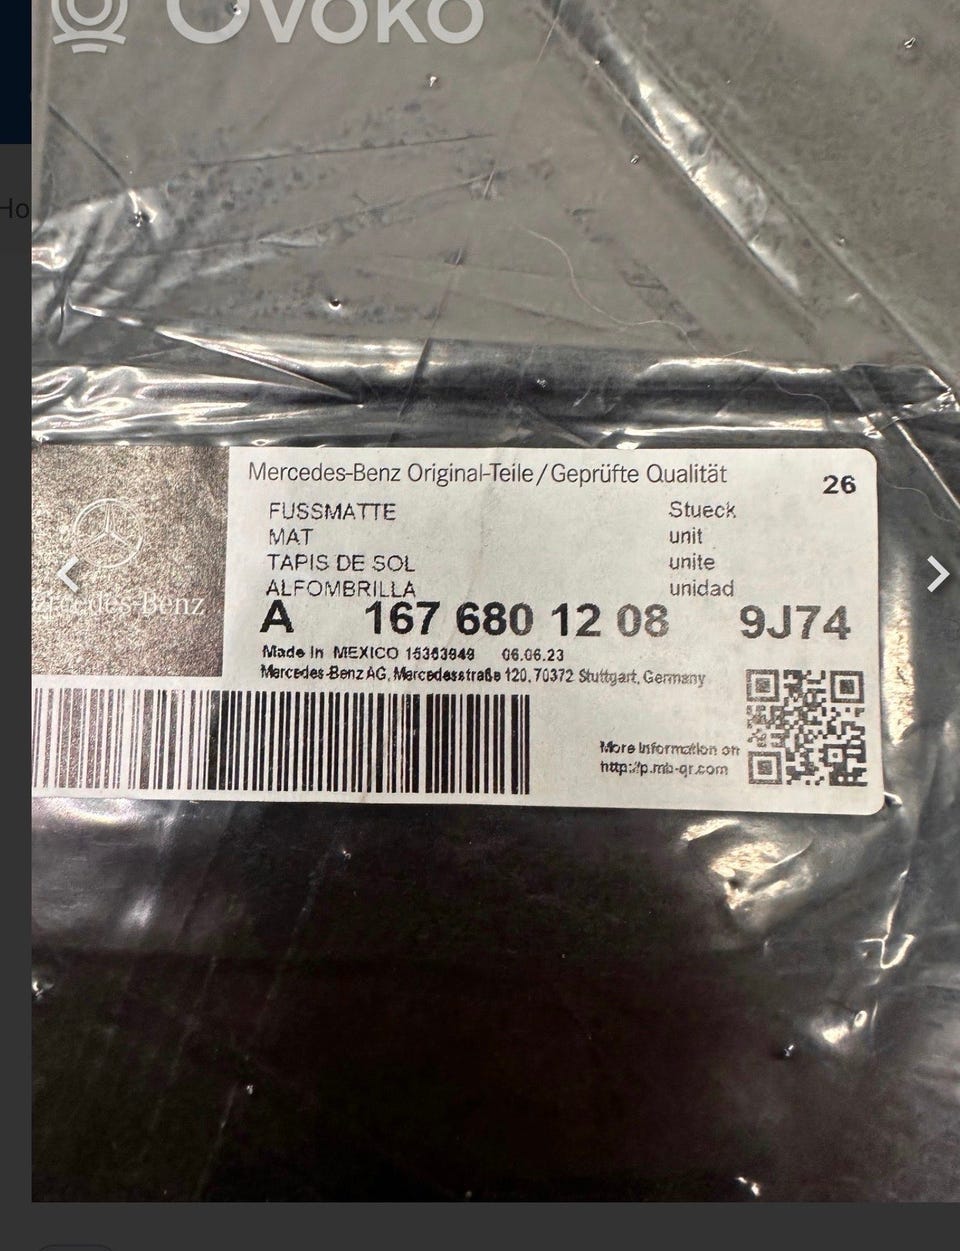 OVOKO
Ho
Mercedes-Benz Original-Teile/Geprüfte Qualität
26
FUSSMATTE Stueck
MAT unit
TAPIS DE SOL unite
ALFOMBRILLA unidad
A 167 680 12 08 9J74
Made in MEXICO 15353949 06.06.23
Mercedes-Benz AG, Mercedesstraße 120, 70372 Stuttgart, Germany
More Information on
http://p.mb-qr.com